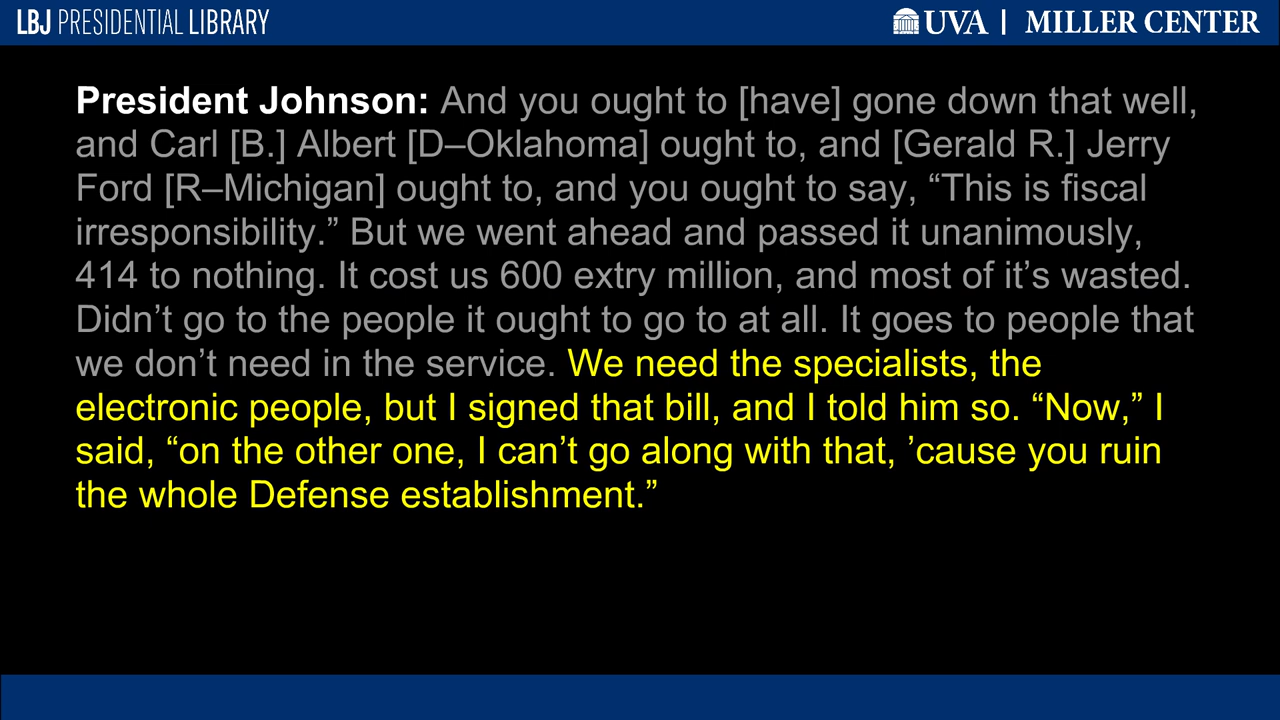 LBJ PRESIDENTIAL LIBRARY
UVA | MILLER CENTER
President Johnson: And you ought to [have] gone down that well,
and Carl [B.] Albert [D–Oklahoma] ought to, and [Gerald R.] Jerry
Ford [R–Michigan] ought to, and you ought to say, “This is fiscal
irresponsibility.” But we went ahead and passed it unanimously,
414 to nothing. It cost us 600 extry million, and most of it’s wasted.
Didn’t go to the people it ought to go to at all. It goes to people that
we don’t need in the service. We need the specialists, the
electronic people, but I signed that bill, and I told him so. “Now,” I
said, “on the other one, I can’t go along with that, ’cause you ruin
the whole Defense establishment.”